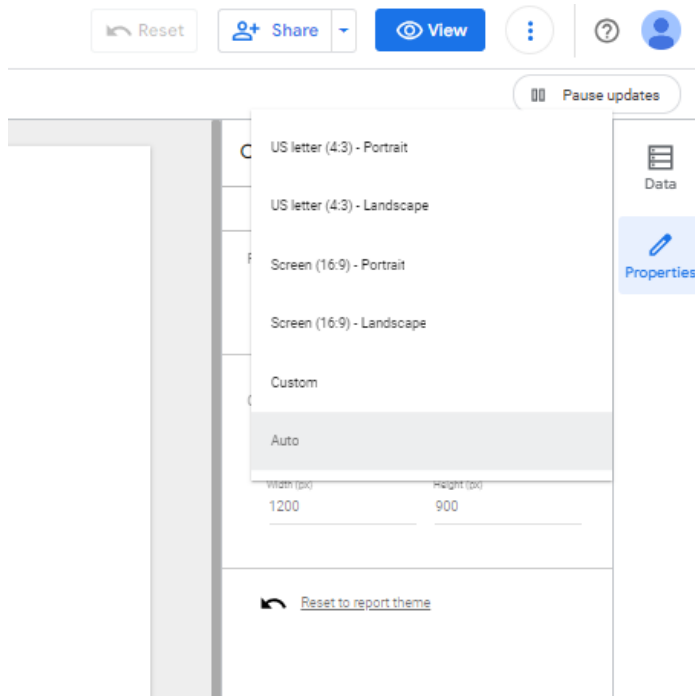 Reset
Share
View
Pause updates
US letter (4:3) - Portrait
US letter (4:3) - Landscape
Screen (16:9) - Portrait
Screen (16:9) - Landscape
Custom
Auto
Width (px) Height (px)
1200 900
Reset to report theme
Data
Properties